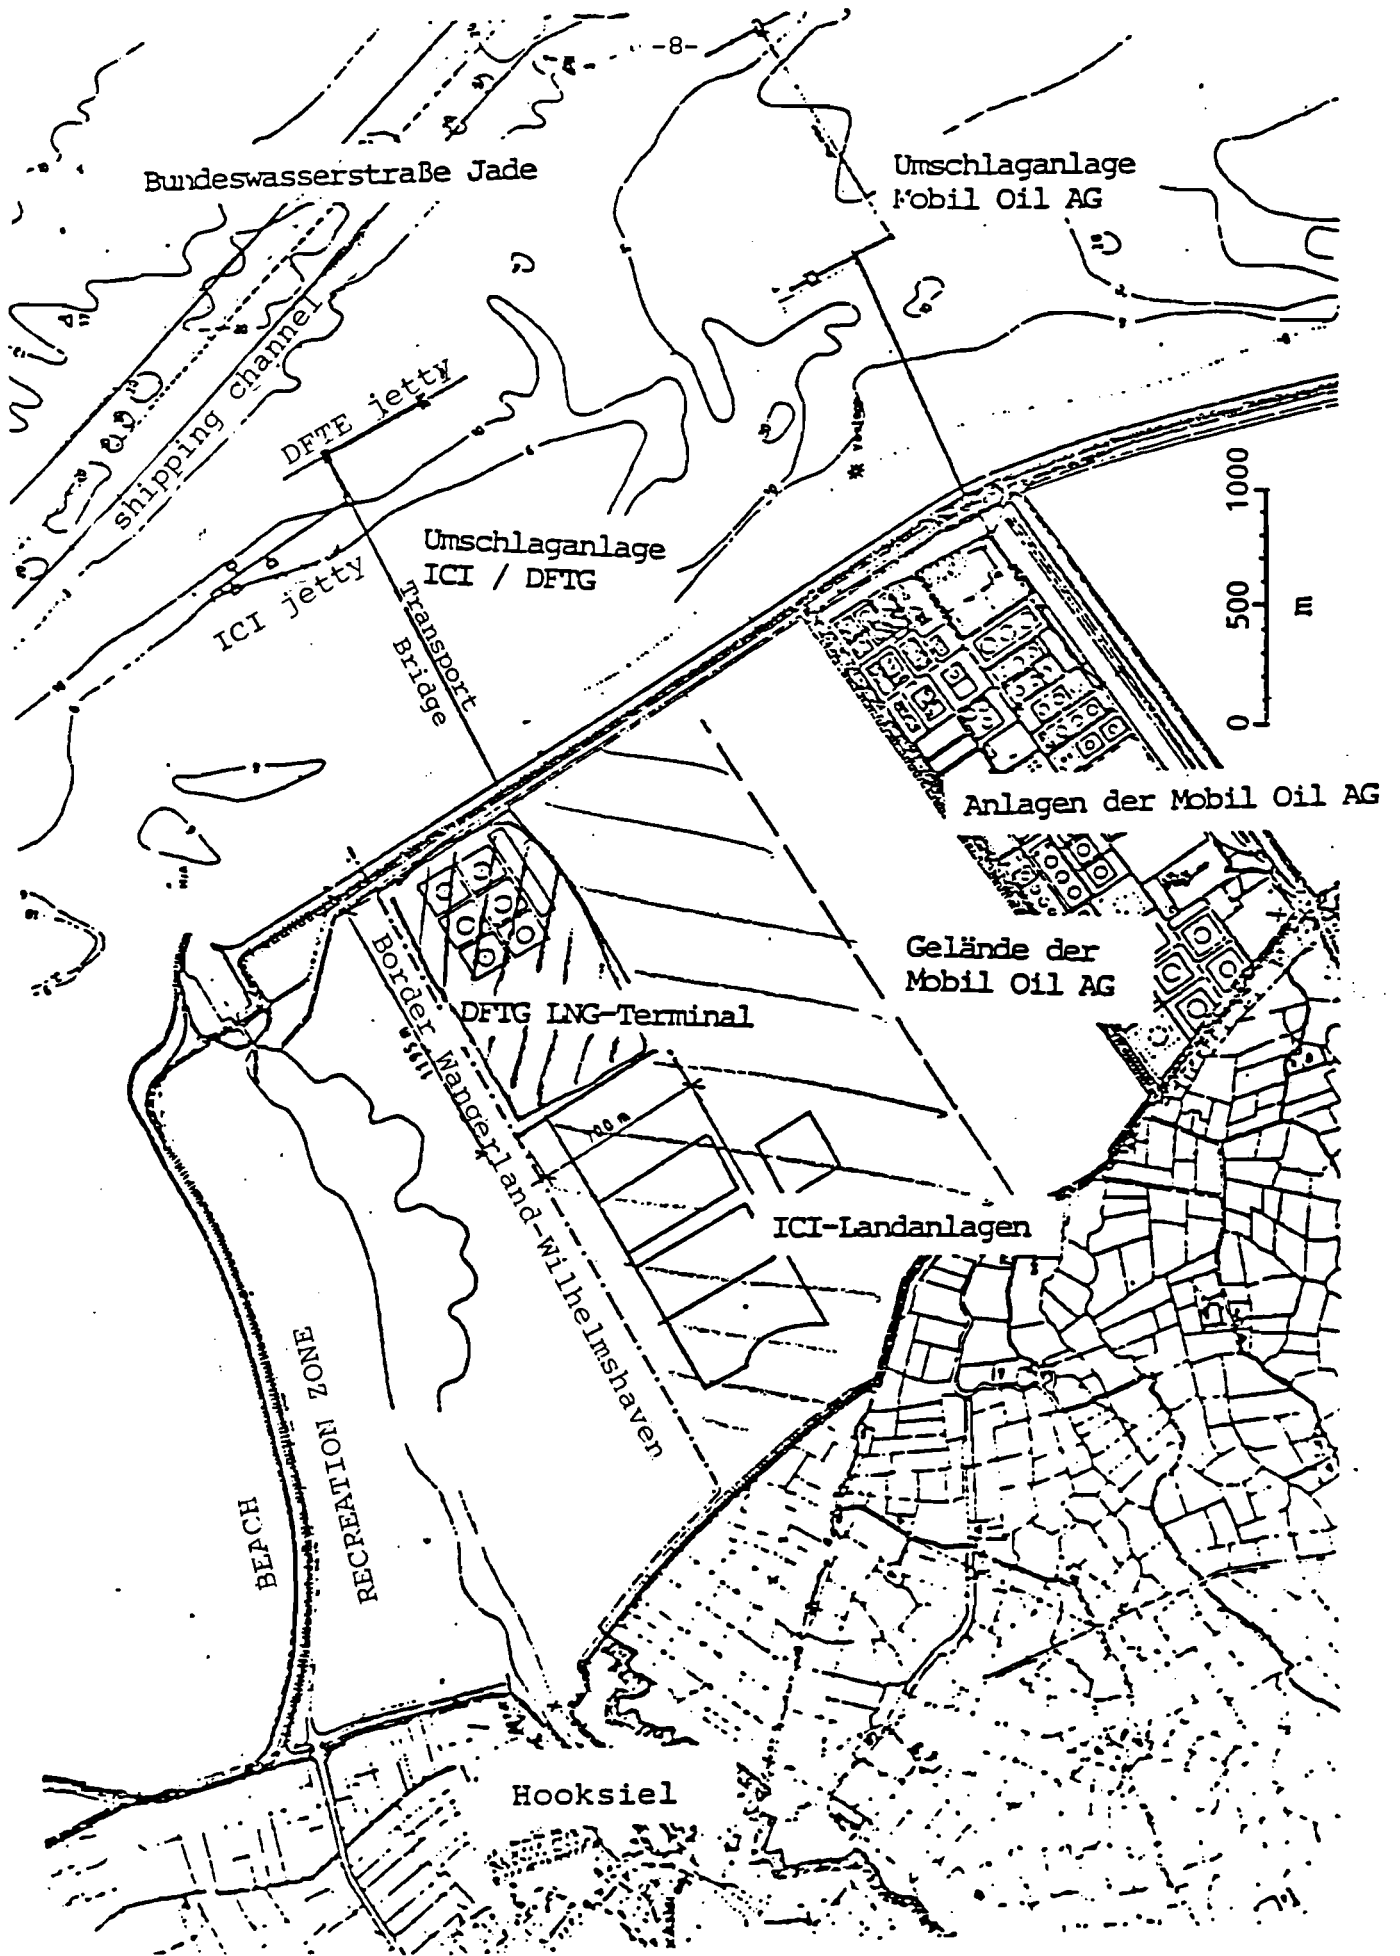 -8-
Bundeswasserstraße Jade
Umschlaganlage
Mobil Oil AG
shipping channel
DFTE jetty
Umschlaganlage
ICI / DFTG
ICI jetty
Transport
Bridge
0 500 1000
m
Anlagen der Mobil Oil AG
Gelände der
Mobil Oil AG
DFTG LNG-Terminal
Border Wangerland-Wilhelmshaven
700 m
ICI-Landanlagen
BEACH
RECREATION ZONE
Hooksiel